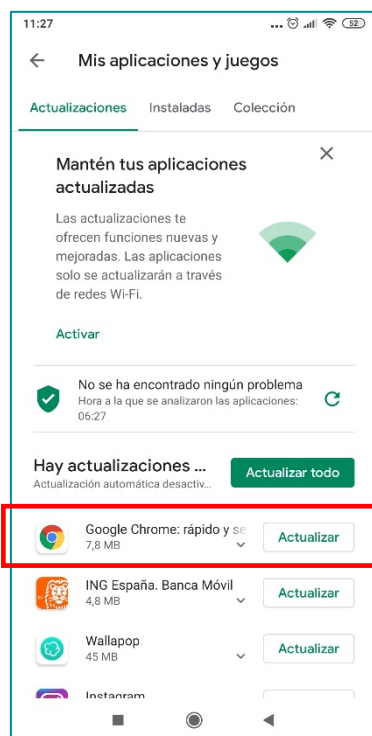 11:27
52
Mis aplicaciones y juegos
Actualizaciones Instaladas Colección
Mantén tus aplicaciones
actualizadas
Las actualizaciones te
ofrecen funciones nuevas y
mejoradas. Las aplicaciones
solo se actualizarán a través
de redes Wi-Fi.
Activar
No se ha encontrado ningún problema
Hora a la que se analizaron las aplicaciones:
06:27
Hay actualizaciones ...
Actualizar todo
Actualización automática desactiv...
Google Chrome: rápido y se
7,8 MB
Actualizar
ING España. Banca Móvil
4,8 MB
Actualizar
Wallapop
45 MB
Actualizar
Instagram